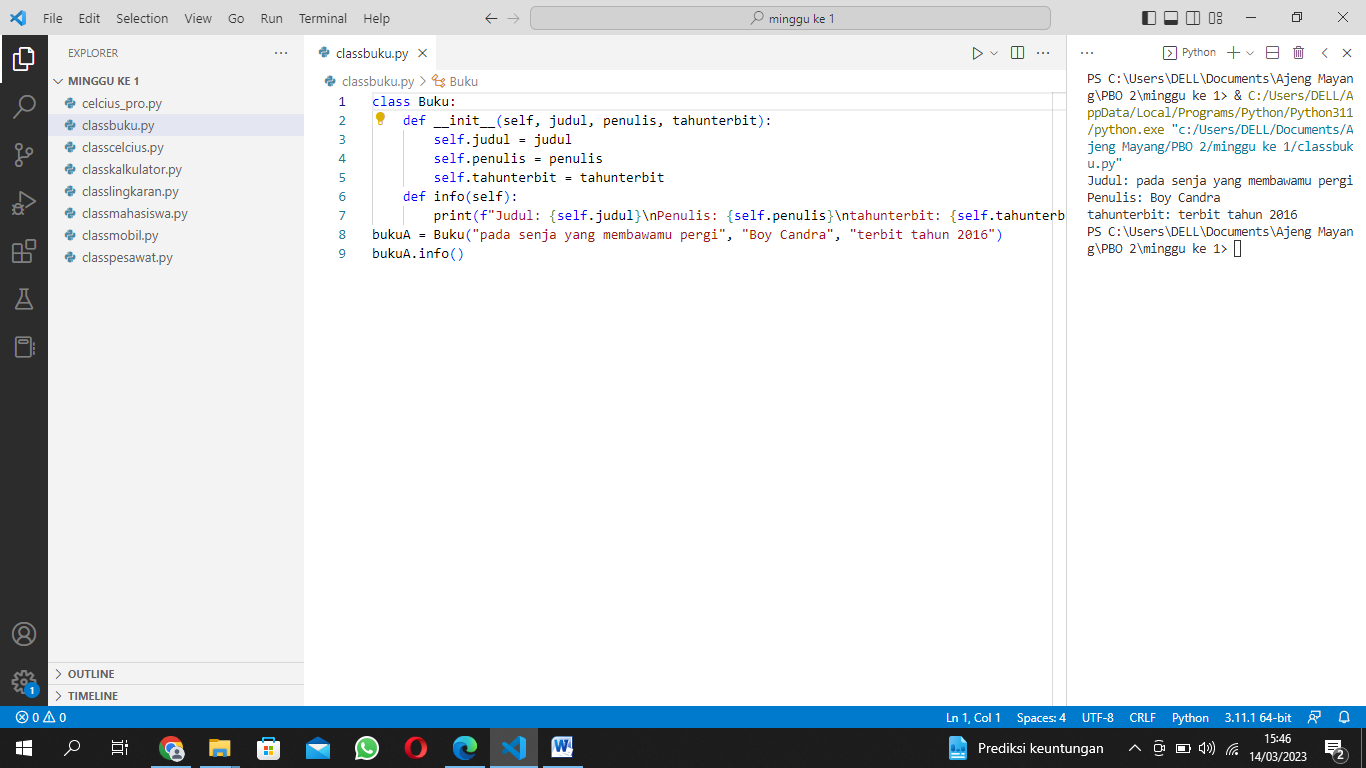 File Edit Selection View Go Run Terminal Help
minggu ke 1
EXPLORER
MINGGU KE 1
celcius_pro.py
classbuku.py
classcelcius.py
classkalkulator.py
classlingkaran.py
classmahasiswa.py
classmobil.py
classpesawat.py
OUTLINE
TIMELINE
classbuku.py
classbuku.py > Buku
1 class Buku:
2 def __init__(self, judul, penulis, tahunterbit):
3 self.judul = judul
4 self.penulis = penulis
5 self.tahunterbit = tahunterbit
6 def info(self):
7 print(f"Judul: {self.judul}\nPenulis: {self.penulis}\ntahunterbit: {self.tahunterb
8 bukuA = Buku("pada senja yang membawamu pergi", "Boy Candra", "terbit tahun 2016")
9 bukuA.info()
Python
PS C:\Users\DELL\Documents\Ajeng Mayan
g\PBO 2\minggu ke 1> & C:/Users/DELL/A
ppData/Local/Programs/Python/Python311
/python.exe "c:/Users/DELL/Documents/A
jeng Mayang/PBO 2/minggu ke 1/classbuk
u.py"
Judul: pada senja yang membawamu pergi
Penulis: Boy Candra
tahunterbit: terbit tahun 2016
PS C:\Users\DELL\Documents\Ajeng Mayan
g\PBO 2\minggu ke 1>
1
0 0 Ln 1, Col 1 Spaces: 4 UTF-8 CRLF Python 3.11.1 64-bit
Prediksi keuntungan
15:46
14/03/2023
2